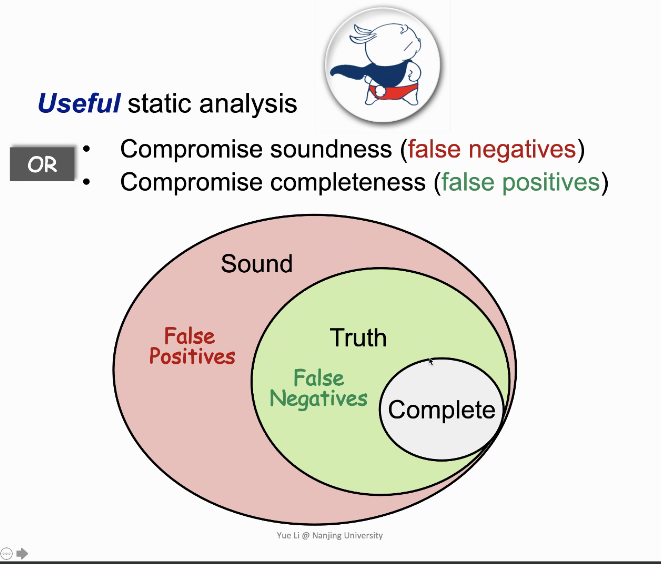 Useful static analysis
OR
• Compromise soundness (false negatives)
• Compromise completeness (false positives)
Sound
False
Positives
Truth
False
Negatives
Complete
Yue Li @ Nanjing University